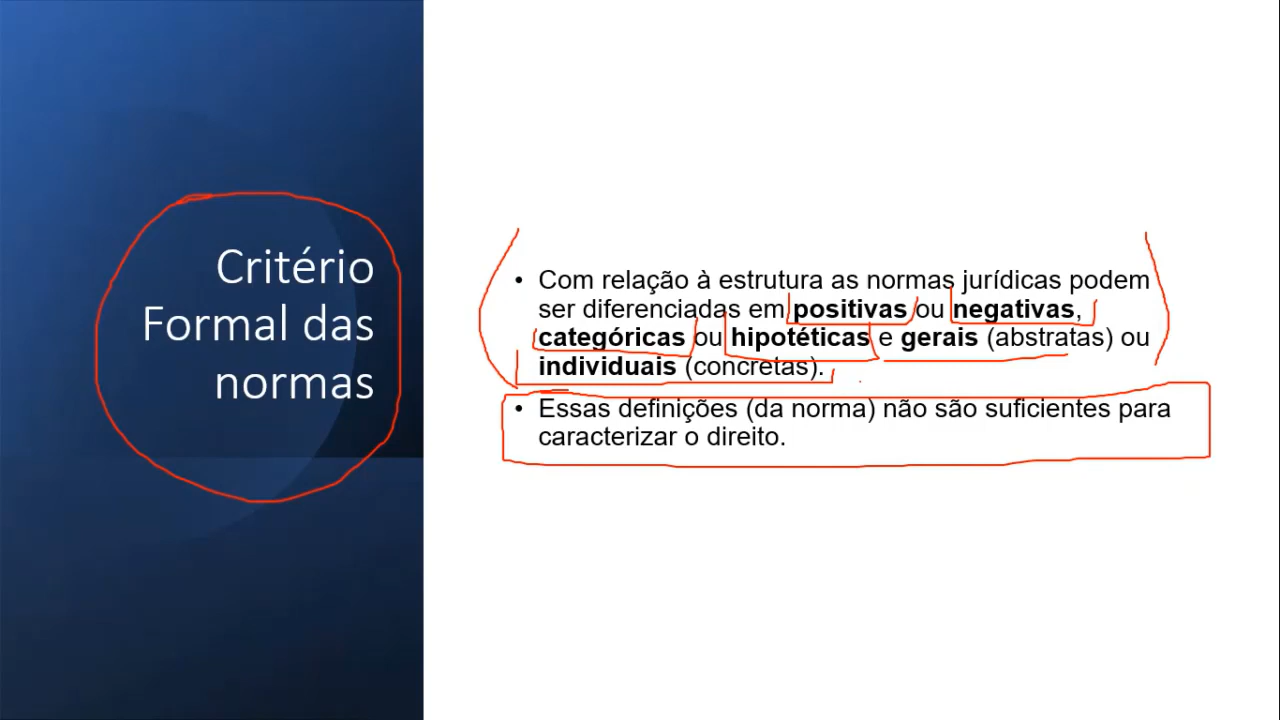 Critério
Formal das
normas
• Com relação à estrutura as normas jurídicas podem
ser diferenciadas em positivas ou negativas,
categóricas ou hipotéticas e gerais (abstratas) ou
individuais (concretas).
• Essas definições (da norma) não são suficientes para
caracterizar o direito.